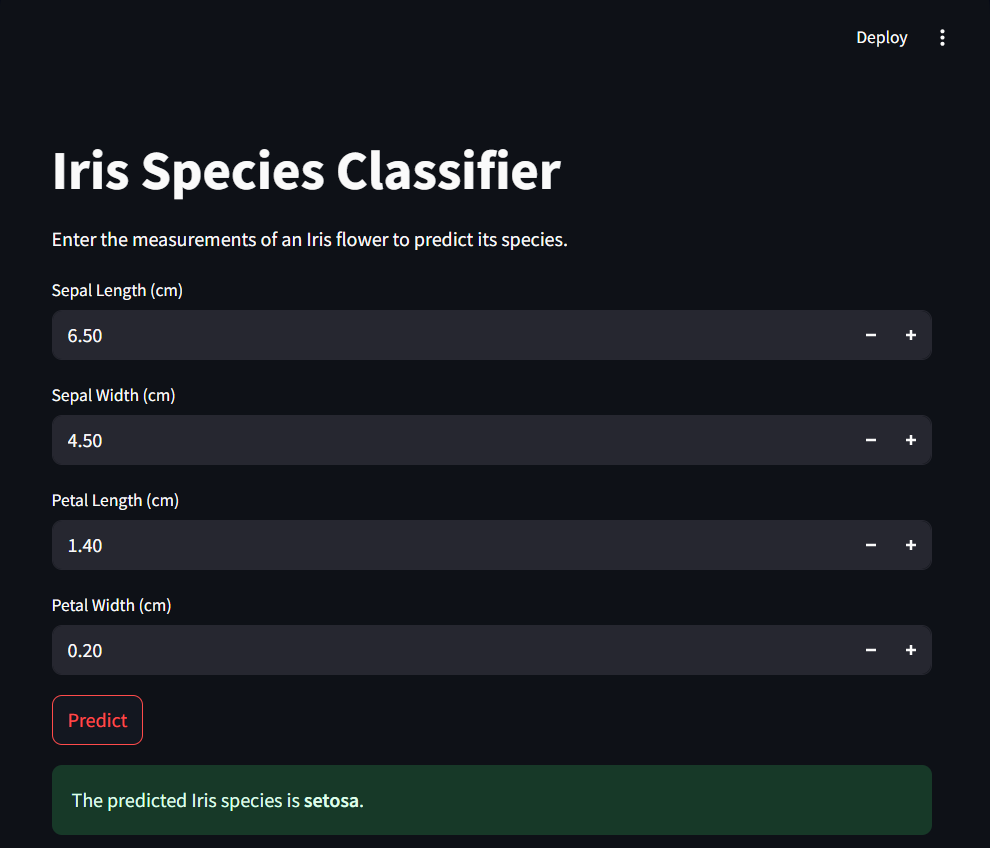 Deploy
Iris Species Classifier
Enter the measurements of an Iris flower to predict its species.
Sepal Length (cm)
6.50
Sepal Width (cm)
4.50
Petal Length (cm)
1.40
Petal Width (cm)
0.20
Predict
The predicted Iris species is setosa.